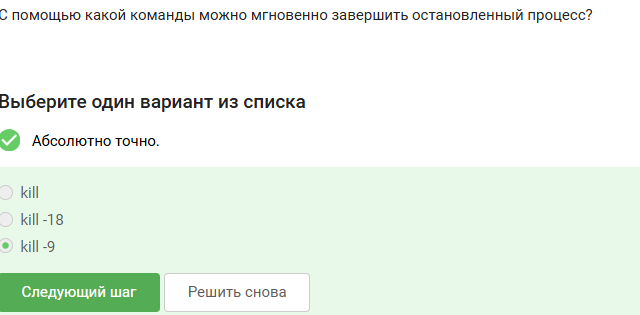 С помощью какой команды можно мгновенно завершить остановленный процесс?
Выберите один вариант из списка
Абсолютно точно.
kill
kill -18
kill -9
Следующий шаг
Решить снова